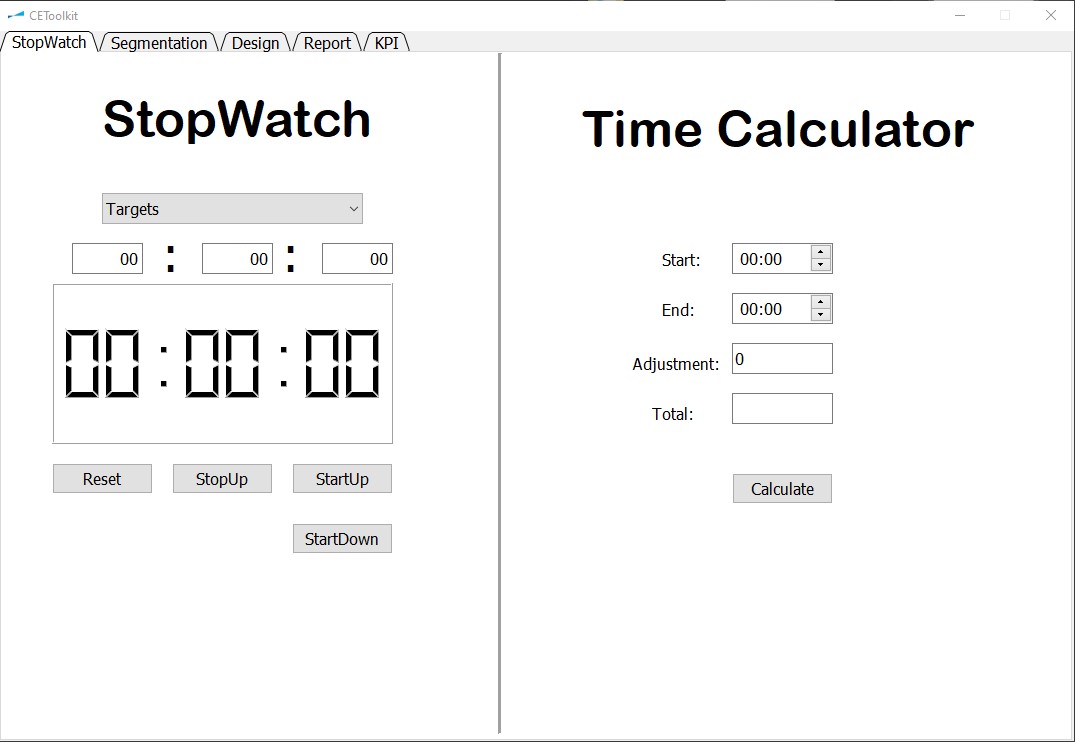 CEToolkit
StopWatch Segmentation Design Report KPI
StopWatch
Targets
00 : 00 : 00
00:00:00
Reset StopUp StartUp
StartDown
Time Calculator
Start: 00:00
End: 00:00
Adjustment: 0
Total:
Calculate